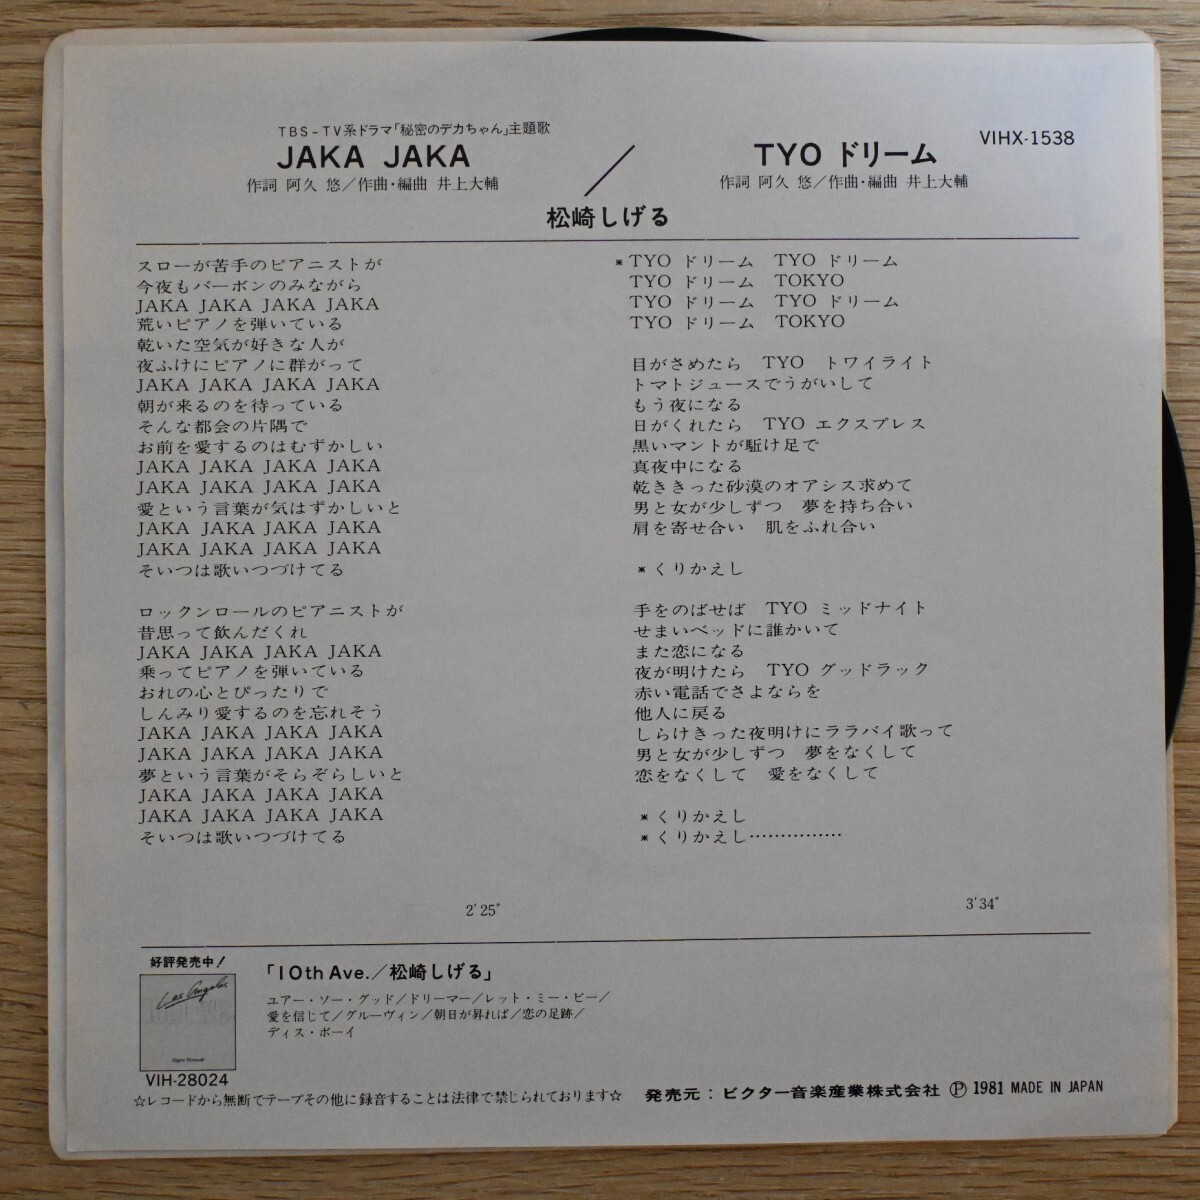 TBS-TV系ドラマ「秘密のデカちゃん」主題歌
JAKA JAKA
作詞 阿久 悠／作曲・編曲 井上大輔
／
TYO ドリーム
作詞 阿久 悠／作曲・編曲 井上大輔
VIHX-1538
松崎しげる
スローが苦手のピアニストが
今夜もバーボンのみながら
JAKA JAKA JAKA JAKA
荒いピアノを弾いている
乾いた空気が好きな人が
夜ふけにピアノに群がって
JAKA JAKA JAKA JAKA
朝が来るのを待っている
そんな都会の片隅で
お前を愛するのはむずかしい
JAKA JAKA JAKA JAKA
JAKA JAKA JAKA JAKA
愛という言葉が気はずかしいと
JAKA JAKA JAKA JAKA
JAKA JAKA JAKA JAKA
そいつは歌いつづけてる
ロックンロールのピアニストが
昔思って飲んだくれ
JAKA JAKA JAKA JAKA
乗ってピアノを弾いている
おれの心とぴったりで
しんみり愛するのを忘れそう
JAKA JAKA JAKA JAKA
JAKA JAKA JAKA JAKA
夢という言葉がそらぞらしいと
JAKA JAKA JAKA JAKA
JAKA JAKA JAKA JAKA
そいつは歌いつづけてる
2′25″
＊TYO ドリーム TYO ドリーム
TYO ドリーム TOKYO
TYO ドリーム TYO ドリーム
TYO ドリーム TOKYO
目がさめたら TYO トワイライト
トマトジュースでうがいして
もう夜になる
日がくれたら TYO エクスプレス
黒いマントが駈け足で
真夜中になる
乾ききった砂漠のオアシス求めて
男と女が少しずつ 夢を持ち合い
肩を寄せ合い 肌をふれ合い
＊くりかえし
手をのばせば TYO ミッドナイト
せまいベッドに誰かいて
また恋になる
夜が明けたら TYO グッドラック
赤い電話でさよならを
他人に戻る
しらけきった夜明けにララバイ歌って
男と女が少しずつ 夢をなくして
恋をなくして 愛をなくして
＊くりかえし
＊くりかえし……………
3′34″
好評発売中！
Los Angeles
VIH-28024
「10th Ave.／松崎しげる」
ユアー・ソー・グッド／ドリーマー／レット・ミー・ビー／
愛を信じて／グルーヴィン／朝日が昇れば／恋の足跡／
ディス・ボーイ
☆レコードから無断でテープその他に録音することは法律で禁じられております☆
発売元：ビクター音楽産業株式会社 Ⓟ 1981 MADE IN JAPAN